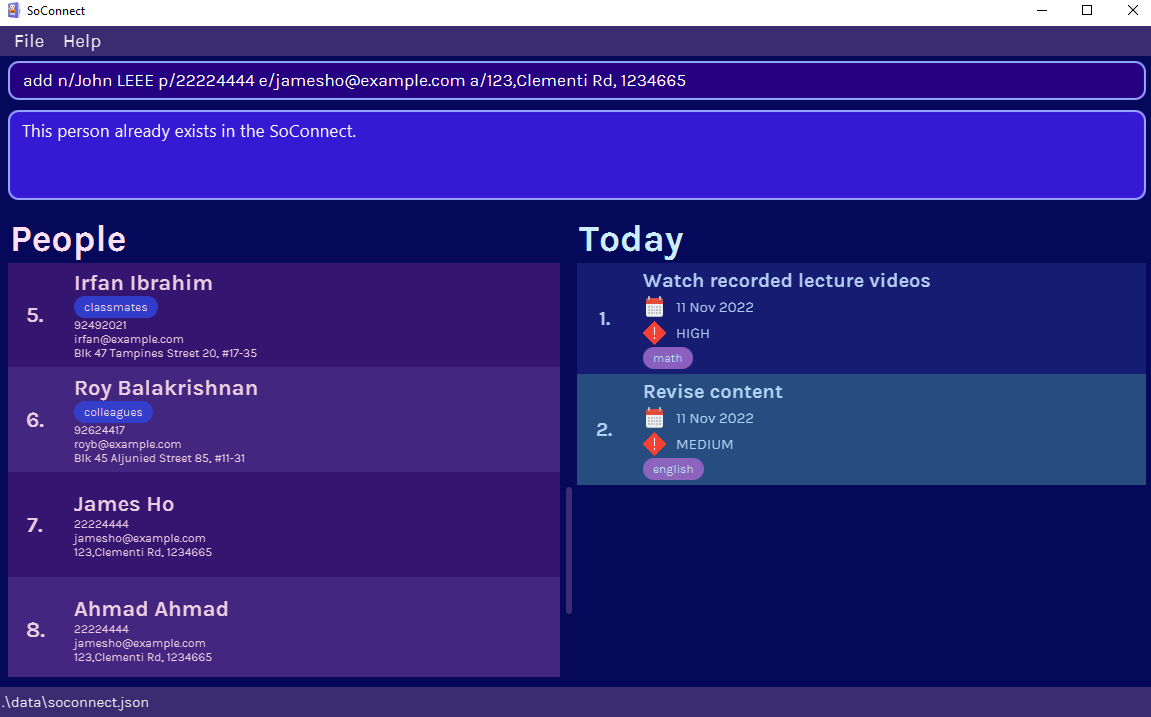 SoConnect
File Help
add n/John LEEE p/22224444 e/jamesho@example.com a/123,Clementi Rd, 1234665
This person already exists in the SoConnect.
People
5.
Irfan Ibrahim
classmates
92492021
irfan@example.com
Blk 47 Tampines Street 20, #17-35
6.
Roy Balakrishnan
colleagues
92624417
royb@example.com
Blk 45 Aljunied Street 85, #11-31
7.
James Ho
22224444
jamesho@example.com
123,Clementi Rd, 1234665
8.
Ahmad Ahmad
22224444
jamesho@example.com
123,Clementi Rd, 1234665
Today
1.
Watch recorded lecture videos
11 Nov 2022
HIGH
math
2.
Revise content
11 Nov 2022
MEDIUM
english
.\data\soconnect.json